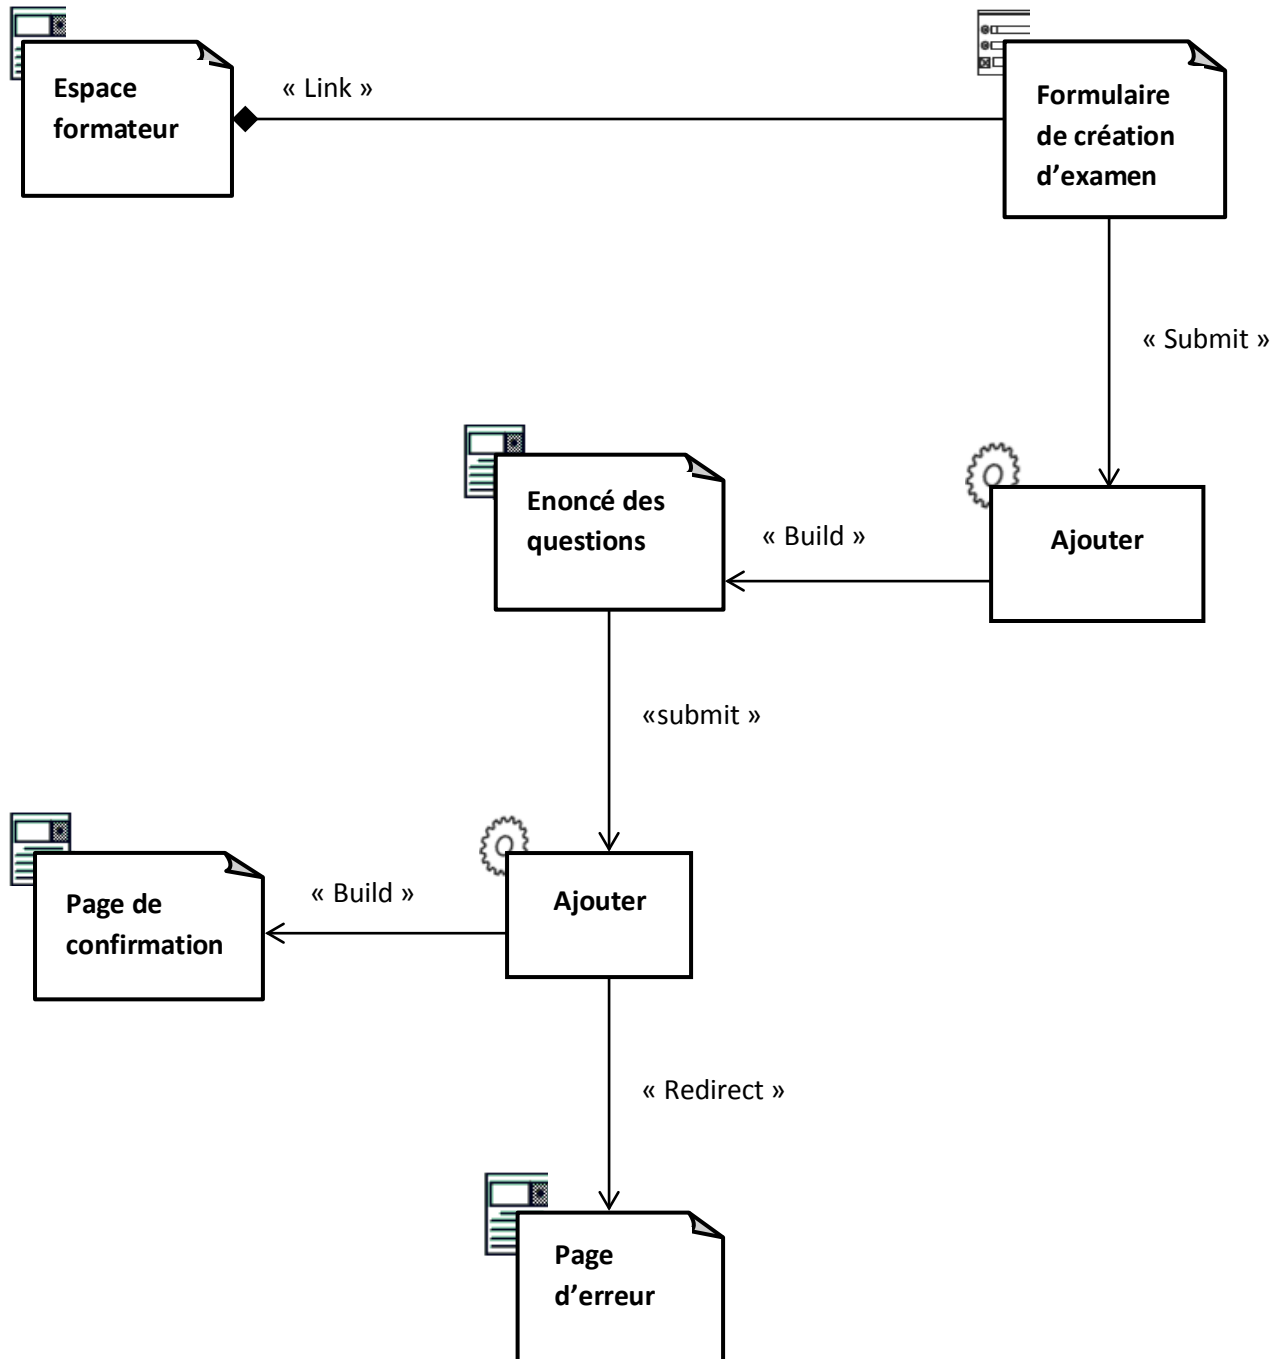 Espace
formateur
« Link »
Formulaire
de création
d’examen
« Submit »
Enoncé des
questions
« Build »
Ajouter
«submit »
Page de
confirmation
« Build »
Ajouter
« Redirect »
Page
d’erreur